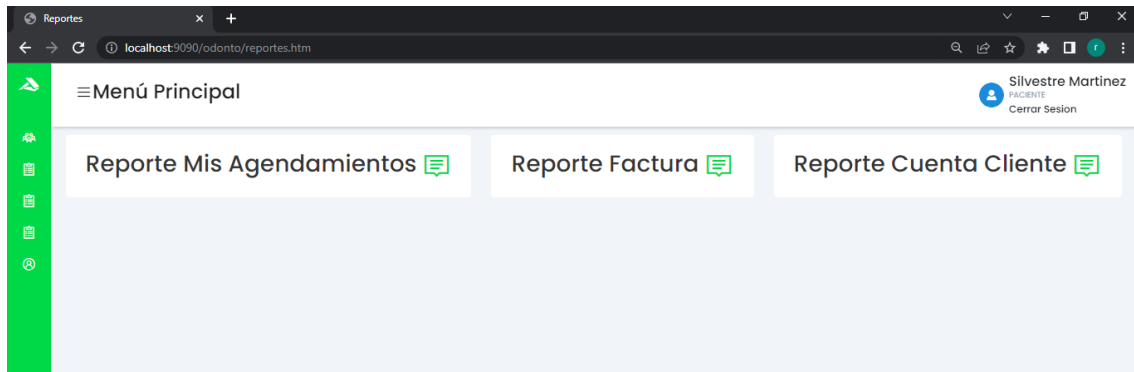 Reportes
localhost:9090/odonto/reportes.htm
r
Menú Principal
Silvestre Martinez
PACIENTE
Cerrar Sesion
Reporte Mis Agendamientos
Reporte Factura
Reporte Cuenta Cliente